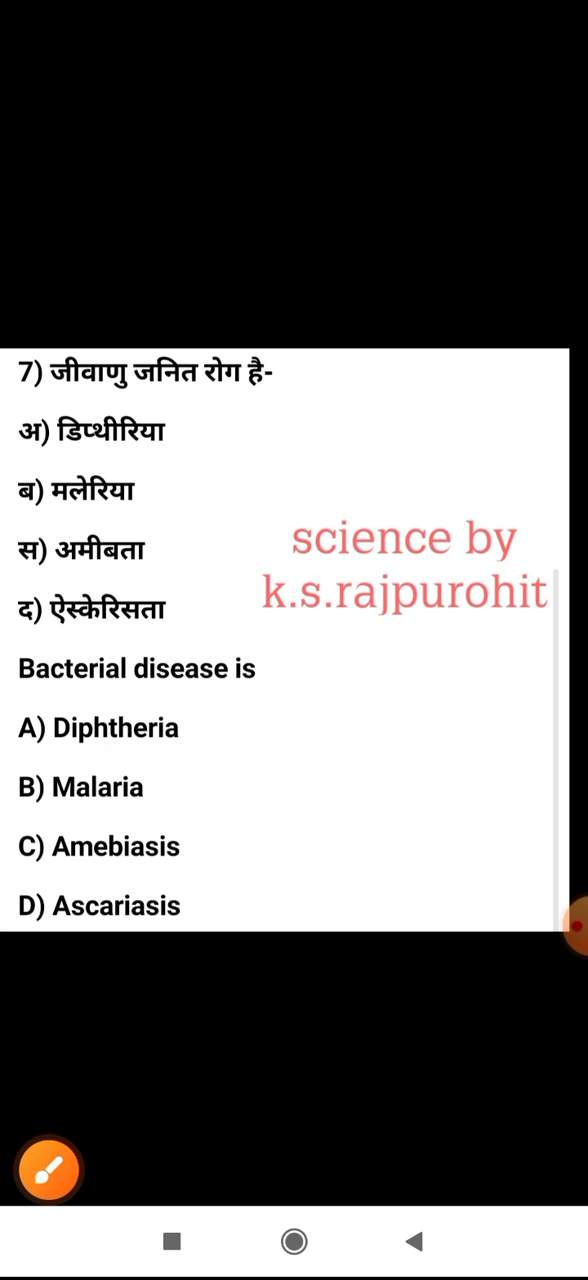 7) जीवाणु जनित रोग है-
अ) डिप्थीरिया
ब) मलेरिया
स) अमीबता
द) ऐस्केरिसता
science by
k.s.rajpurohit
Bacterial disease is
A) Diphtheria
B) Malaria
C) Amebiasis
D) Ascariasis